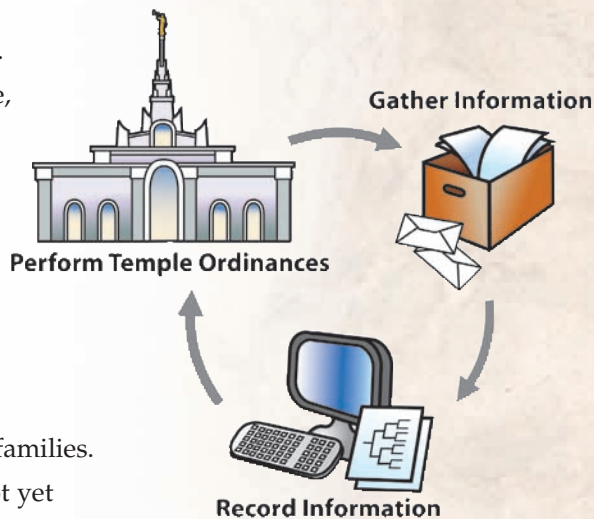 e,
Gather Information
Perform Temple Ordinances
families.
t yet
Record Information